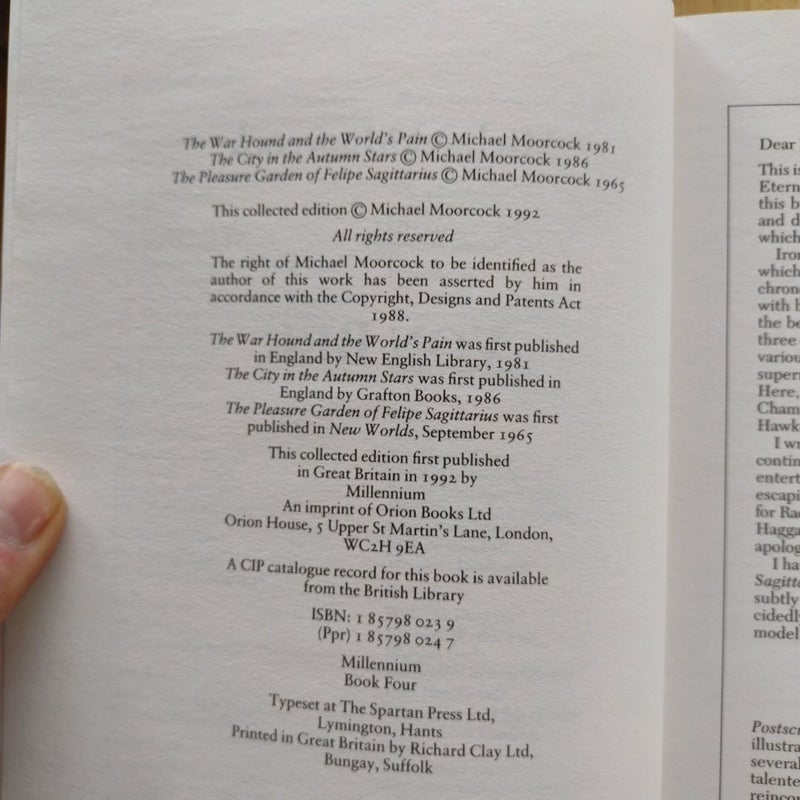 The War Hound and the World's Pain © Michael Moorcock 1981
The City in the Autumn Stars © Michael Moorcock 1986
The Pleasure Garden of Felipe Sagittarius © Michael Moorcock 1965
This collected edition © Michael Moorcock 1992
All rights reserved
The right of Michael Moorcock to be identified as the
author of this work has been asserted by him in
accordance with the Copyright, Designs and Patents Act
1988.
The War Hound and the World's Pain was first published
in England by New English Library, 1981
The City in the Autumn Stars was first published in
England by Grafton Books, 1986
The Pleasure Garden of Felipe Sagittarius was first
published in New Worlds, September 1965
This collected edition first published
in Great Britain in 1992 by
Millennium
An imprint of Orion Books Ltd
Orion House, 5 Upper St Martin's Lane, London,
WC2H 9EA
A CIP catalogue record for this book is available
from the British Library
ISBN: 1 85798 023 9
(Ppr) 1 85798 024 7
Millennium
Book Four
Typeset at The Spartan Press Ltd,
Lymington, Hants
Printed in Great Britain by Richard Clay Ltd,
Bungay, Suffolk
Dear
This is
Etern
this b
and d
which
Iron
which
chron
with h
the be
three
variou
super
Here,
Cham
Hawk
I wr
contin
entert
escapi
for Ra
Hagga
apolog
I ha
Sagitta
subtly
cidedl
model
Postscr
illustra
several
talente
reincor